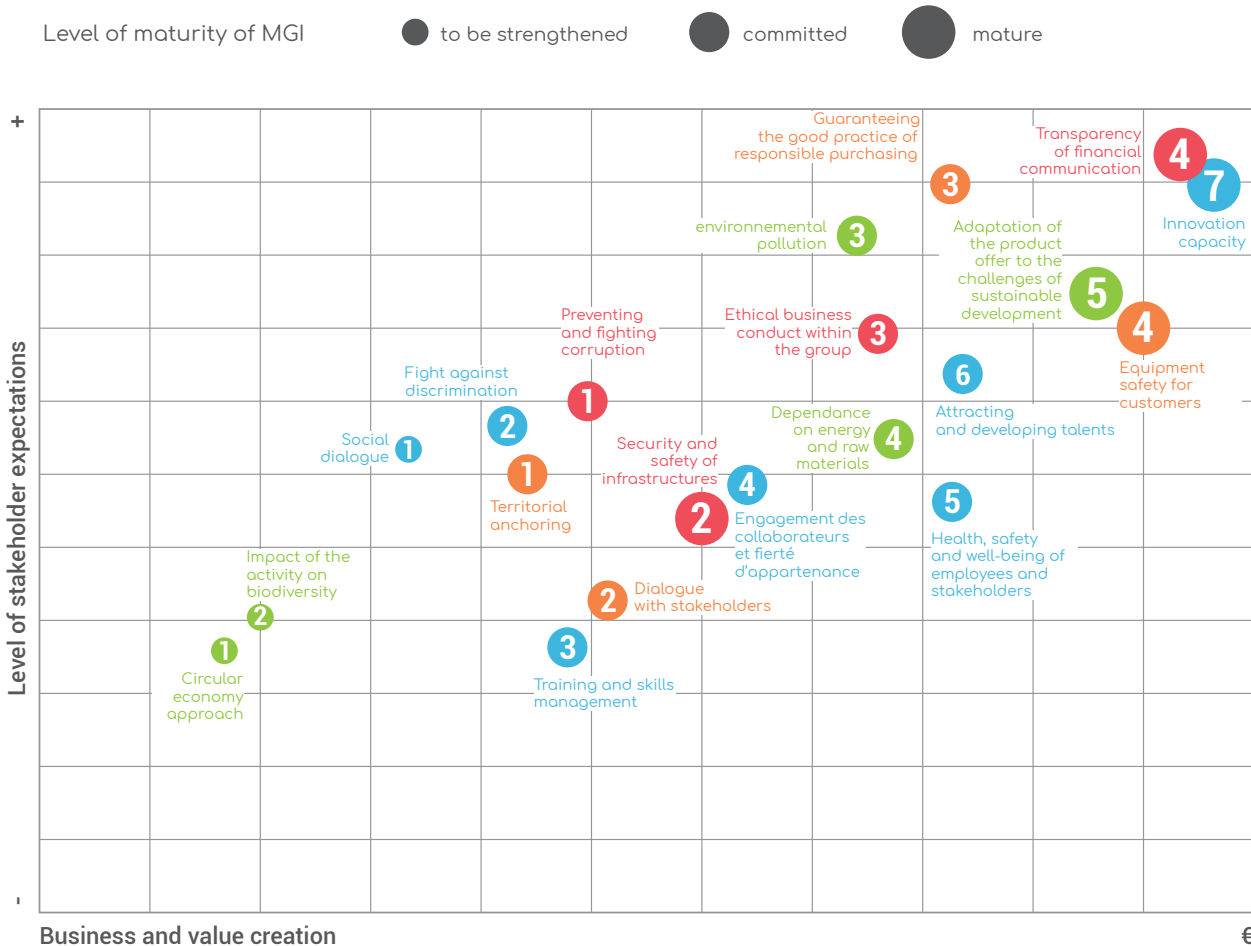 Level of maturity of MGI
to be strengthened
committed
mature
+
Level of stakeholder expectations
-
Guaranteeing
the good practice of
responsible purchasing
3
Transparency
of financial
communication
4
7
Innovation
capacity
environnemental
pollution
3
Adaptation of
the product
offer to the
challenges of
sustainable
development
5
4
Equipment
safety for
customers
Preventing
and fighting
corruption
1
Ethical business
conduct within
the group
3
6
Attracting
and developing talents
Fight against
discrimination
2
Social
dialogue
1
1
Territorial
anchoring
Dependance
on energy
and raw
materials
4
Security and
safety of
infrastructures
2
4
Engagement des
collaborateurs
et fierté
d'appartenance
5
Health, safety
and well-being of
employees and
stakeholders
Impact of the
activity on
biodiversity
2
1
Circular
economy
approach
2
Dialogue
with stakeholders
3
Training and skills
management
Business and value creation
€